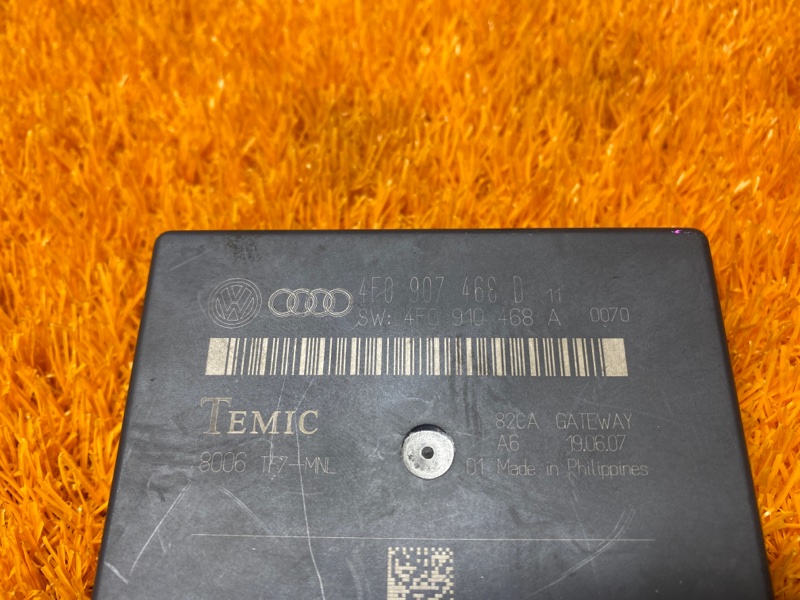 4F0 907 468 D 11
SW: 4F0 910 468 A 0070
TEMIC
82CA GATEWAY
A6 19.06.07
8006 TF7-MNL
01 Made in Philippines